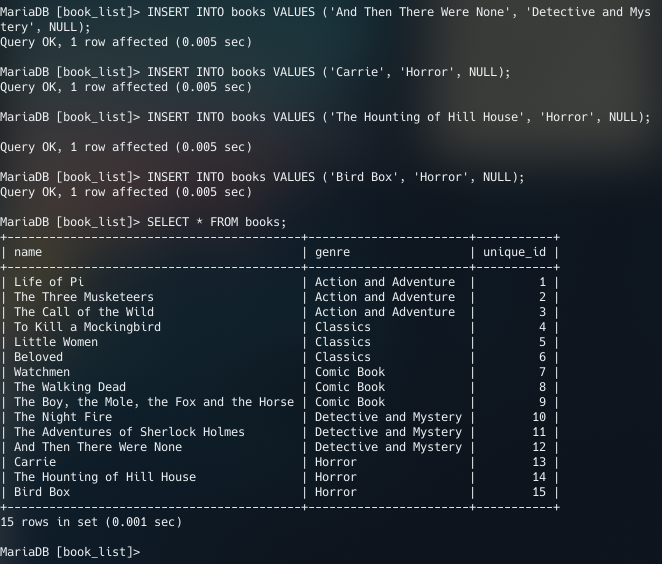 MariaDB [book_list]> INSERT INTO books VALUES ('And Then There Were None', 'Detective and Mys
tery', NULL);
Query OK, 1 row affected (0.005 sec)

MariaDB [book_list]> INSERT INTO books VALUES ('Carrie', 'Horror', NULL);
Query OK, 1 row affected (0.005 sec)

MariaDB [book_list]> INSERT INTO books VALUES ('The Hounting of Hill House', 'Horror', NULL);

Query OK, 1 row affected (0.005 sec)

MariaDB [book_list]> INSERT INTO books VALUES ('Bird Box', 'Horror', NULL);
Query OK, 1 row affected (0.005 sec)

MariaDB [book_list]> SELECT * FROM books;
+------------------------------------------+-----------------------+-----------+
| name                                     | genre                 | unique_id |
+------------------------------------------+-----------------------+-----------+
| Life of Pi                               | Action and Adventure  |         1 |
| The Three Musketeers                     | Action and Adventure  |         2 |
| The Call of the Wild                     | Action and Adventure  |         3 |
| To Kill a Mockingbird                    | Classics              |         4 |
| Little Women                             | Classics              |         5 |
| Beloved                                  | Classics              |         6 |
| Watchmen                                 | Comic Book            |         7 |
| The Walking Dead                         | Comic Book            |         8 |
| The Boy, the Mole, the Fox and the Horse | Comic Book            |         9 |
| The Night Fire                           | Detective and Mystery |        10 |
| The Adventures of Sherlock Holmes        | Detective and Mystery |        11 |
| And Then There Were None                 | Detective and Mystery |        12 |
| Carrie                                   | Horror                |        13 |
| The Hounting of Hill House               | Horror                |        14 |
| Bird Box                                 | Horror                |        15 |
+------------------------------------------+-----------------------+-----------+
15 rows in set (0.001 sec)

MariaDB [book_list]>